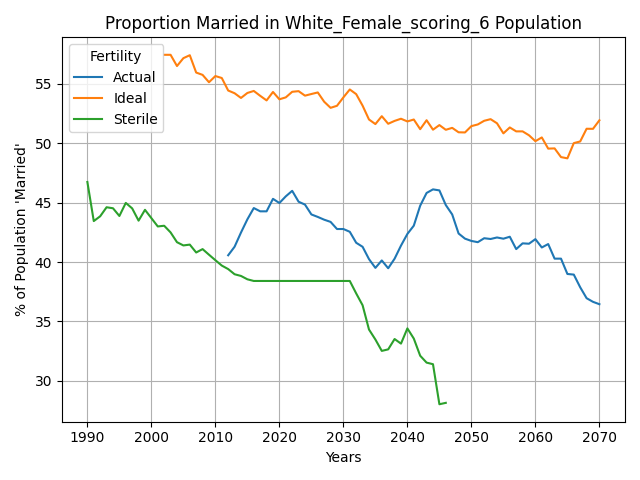 Proportion Married in White_Female_scoring_6 Population
Fertility
Actual
Ideal
Sterile
% of Population 'Married'
55
50
45
40
35
30
1990 2000 2010 2020 2030 2040 2050 2060 2070
Years